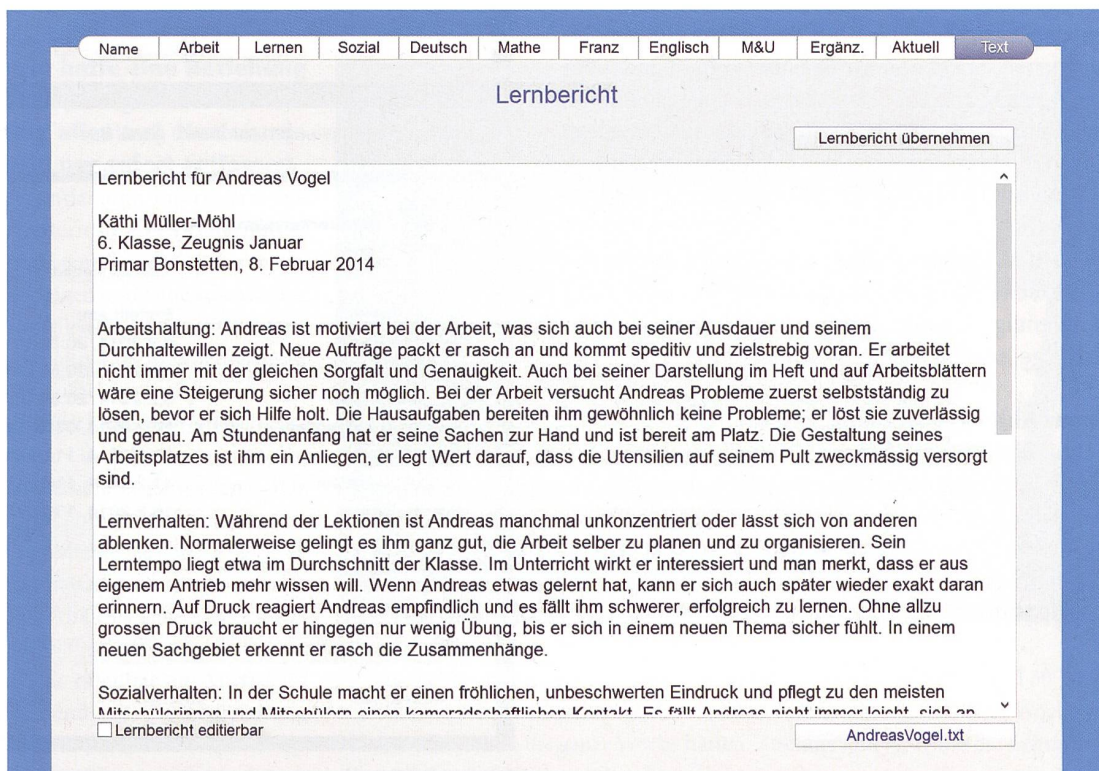 Name Arbeit Lernen Sozial Deutsch Mathe Franz Englisch M&U Ergänz. Aktuell Text
Lernbericht
Lernbericht übernehmen
Lernbericht für Andreas Vogel
Käthi Müller-Möhl
6. Klasse, Zeugnis Januar
Primar Bonstetten, 8. Februar 2014
Arbeitshaltung: Andreas ist motiviert bei der Arbeit, was sich auch bei seiner Ausdauer und seinem
Durchhaltewillen zeigt. Neue Aufträge packt er rasch an und kommt speditiv und zielstrebig voran. Er arbeitet
nicht immer mit der gleichen Sorgfalt und Genauigkeit. Auch bei seiner Darstellung im Heft und auf Arbeitsblättern
wäre eine Steigerung sicher noch möglich. Bei der Arbeit versucht Andreas Probleme zuerst selbstständig zu
lösen, bevor er sich Hilfe holt. Die Hausaufgaben bereiten ihm gewöhnlich keine Probleme; er löst sie zuverlässig
und genau. Am Stundenanfang hat er seine Sachen zur Hand und ist bereit am Platz. Die Gestaltung seines
Arbeitsplatzes ist ihm ein Anliegen, er legt Wert darauf, dass die Utensilien auf seinem Pult zweckmässig versorgt
sind.
Lernverhalten: Während der Lektionen ist Andreas manchmal unkonzentriert oder lässt sich von anderen
ablenken. Normalerweise gelingt es ihm ganz gut, die Arbeit selber zu planen und zu organisieren. Sein
Lerntempo liegt etwa im Durchschnitt der Klasse. Im Unterricht wirkt er interessiert und man merkt, dass er aus
eigenem Antrieb mehr wissen will. Wenn Andreas etwas gelernt hat, kann er sich auch später wieder exakt daran
erinnern. Auf Druck reagiert Andreas empfindlich und es fällt ihm schwerer, erfolgreich zu lernen. Ohne allzu
grossen Druck braucht er hingegen nur wenig Übung, bis er sich in einem neuen Thema sicher fühlt. In einem
neuen Sachgebiet erkennt er rasch die Zusammenhänge.
Sozialverhalten: In der Schule macht er einen fröhlichen, unbeschwerten Eindruck und pflegt zu den meisten
Mitschülerinnen und Mitschülern einen kameradschaftlichen Kontakt. Es fällt Andreas nicht immer leicht, sich an
Lernbericht editierbar
AndreasVogel.txt